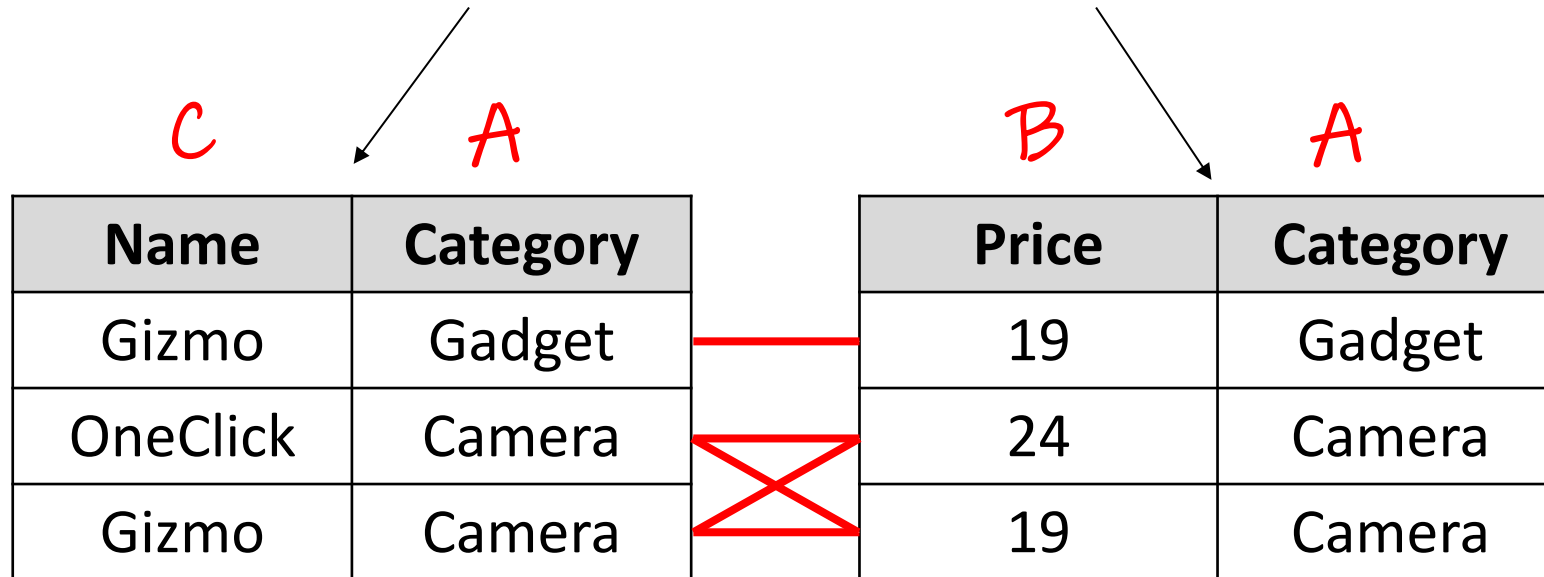 C A B A
Name Category Price Category
Gizmo Gadget 19 Gadget
OneClick Camera 24 Camera
Gizmo Camera 19 Camera